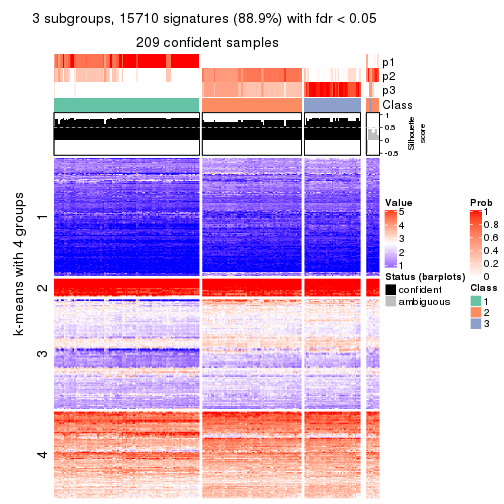 3 subgroups, 15710 signatures (88.9%) with fdr < 0.05
209 confident samples
p1
p2
p3
Class
1
0.5
0
-0.5
Silhouette
score
k-means with 4 groups
1
2
3
4
Value
5
4
3
2
1
Status (barplots)
confident
ambiguous
Prob
1
0.8
0.6
0.4
0.2
0
Class
1
2
3